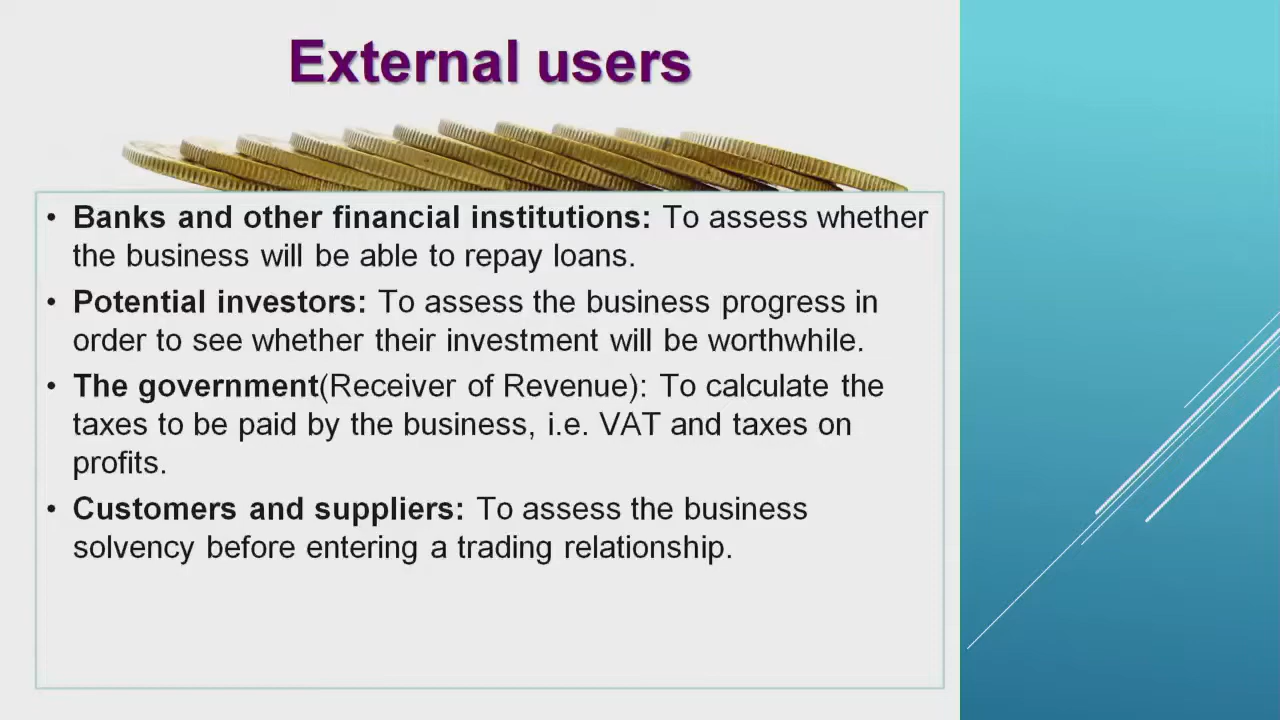 External users
• Banks and other financial institutions: To assess whether
the business will be able to repay loans.
• Potential investors: To assess the business progress in
order to see whether their investment will be worthwhile.
• The government(Receiver of Revenue): To calculate the
taxes to be paid by the business, i.e. VAT and taxes on
profits.
• Customers and suppliers: To assess the business
solvency before entering a trading relationship.